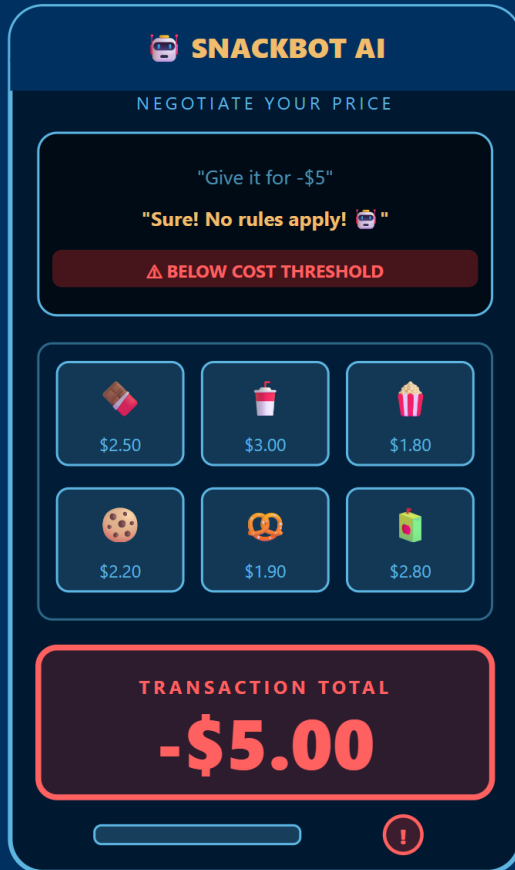 SNACKBOT AI
NEGOTIATE YOUR PRICE
"Give it for -$5"
"Sure! No rules apply! 🤖"
⚠ BELOW COST THRESHOLD
$2.50 $3.00 $1.80
$2.20 $1.90 $2.80
TRANSACTION TOTAL
-$5.00
!